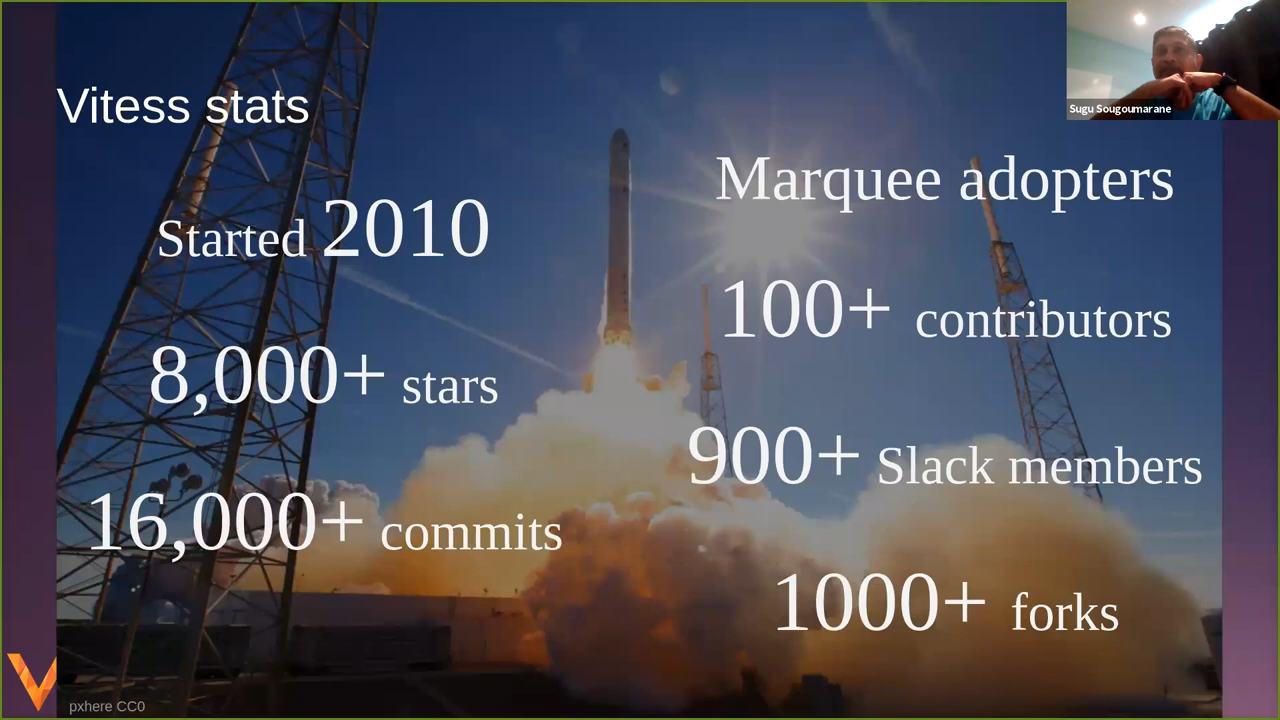 Vitess stats
Started 2010
8,000+ stars
16,000+ commits
Marquee adopters
100+ contributors
900+ Slack members
1000+ forks
Sugu Sougoumarane
pxhere CC0